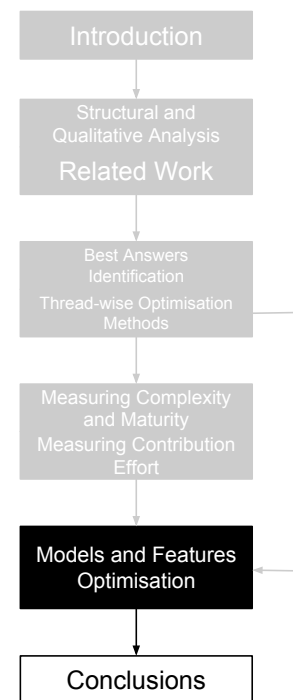 Introduction
Structural and
Qualitative Analysis
Related Work
Best Answers
Identification
Thread-wise Optimisation
Methods
Measuring Complexity
and Maturity
Measuring Contribution
Effort
Models and Features
Optimisation
Conclusions